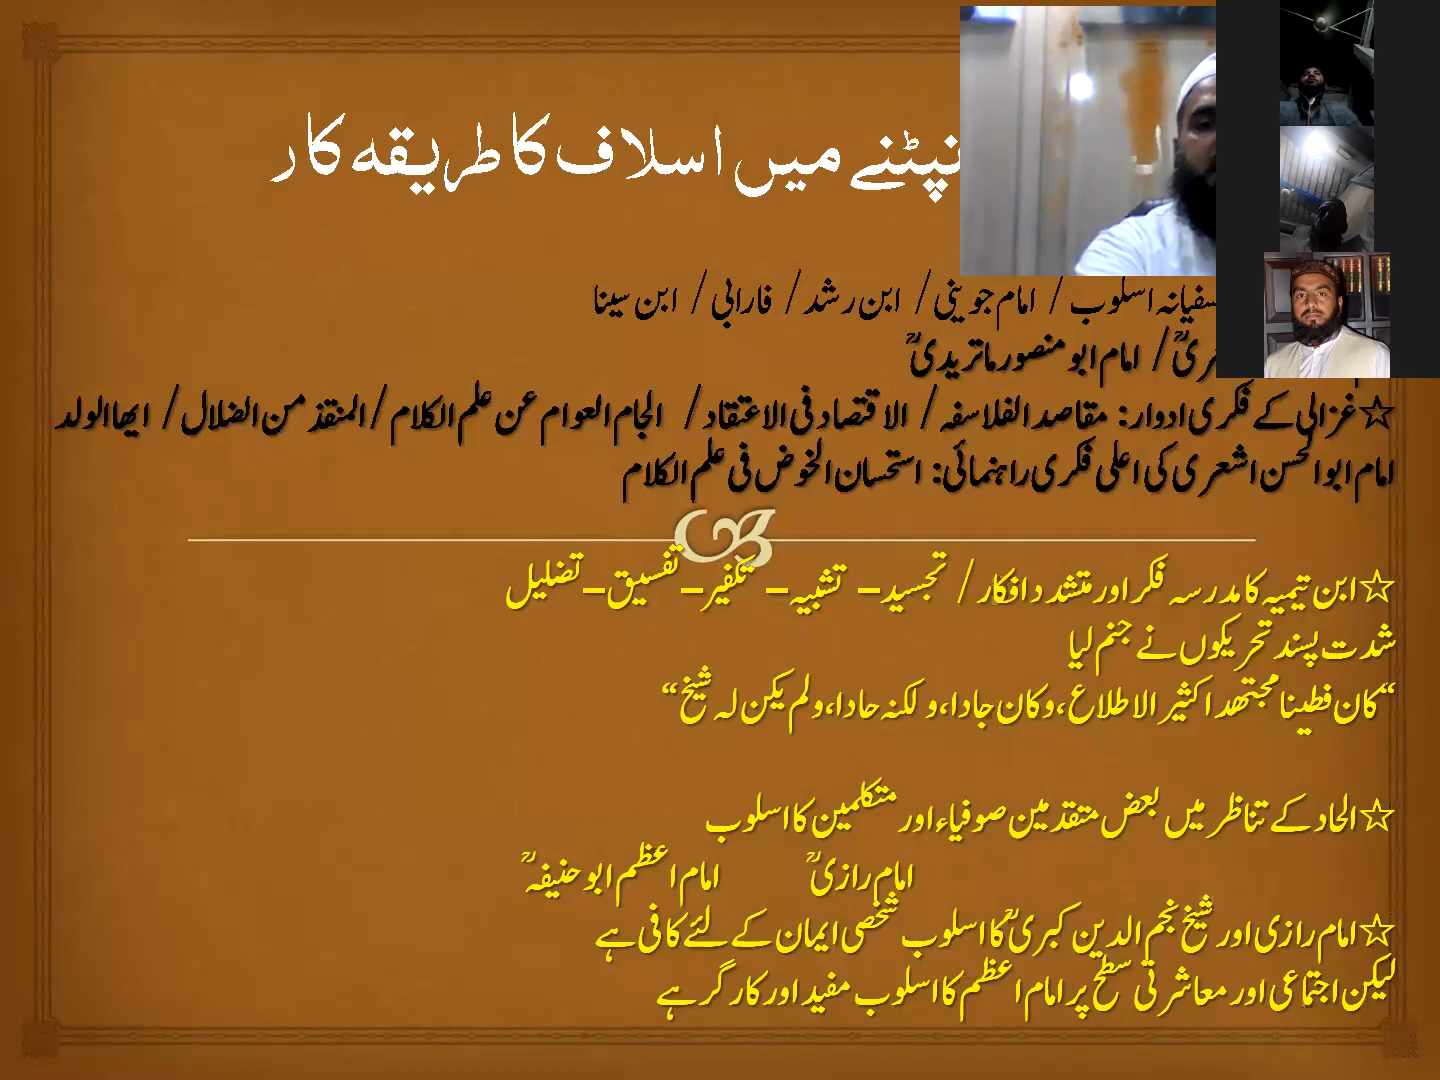 نپٹنے میں اسلاف کا طریقہ کار
اسلوب / امام جوینی / ابن رشد / فارابی / ابن سینا
/ امام ابو منصور ماتریدیؒ
☆غزالی کے فکری ادوار: مقاصد الفلاسفہ / الاقتصاد فی الاعتقاد / الجام العوام عن علم الکلام / المنقذ من الضلال / ایھا الولد
امام ابوالحسن اشعری کی اعلی فکری راہنمائی: استحسان الخوض فی علم الکلام
☆ابن تیمیہ کا مدرسہ فکر اور متشدد افکار / تجسید – تشبیہ – تکفیر – تفسیق – تضلیل
شدت پسند تحریکوں نے جنم لیا
“کان فطینا مجتھدا کثیر الاطلاع، وکان جادا، و لکنہ حادا، ولم یکن لہ شیخ“
☆الحاد کے تناظر میں بعض متقدمین صوفیاء اور متکلمین کا اسلوب
امام رازیؒ امام اعظم ابو حنیفہؒ
☆امام رازی اور شیخ نجم الدین کبریؒ کا اسلوب شخصی ایمان کے لئے کافی ہے
لیکن اجتماعی اور معاشرتی سطح پر امام اعظم کا اسلوب مفید اور کارگر ہے